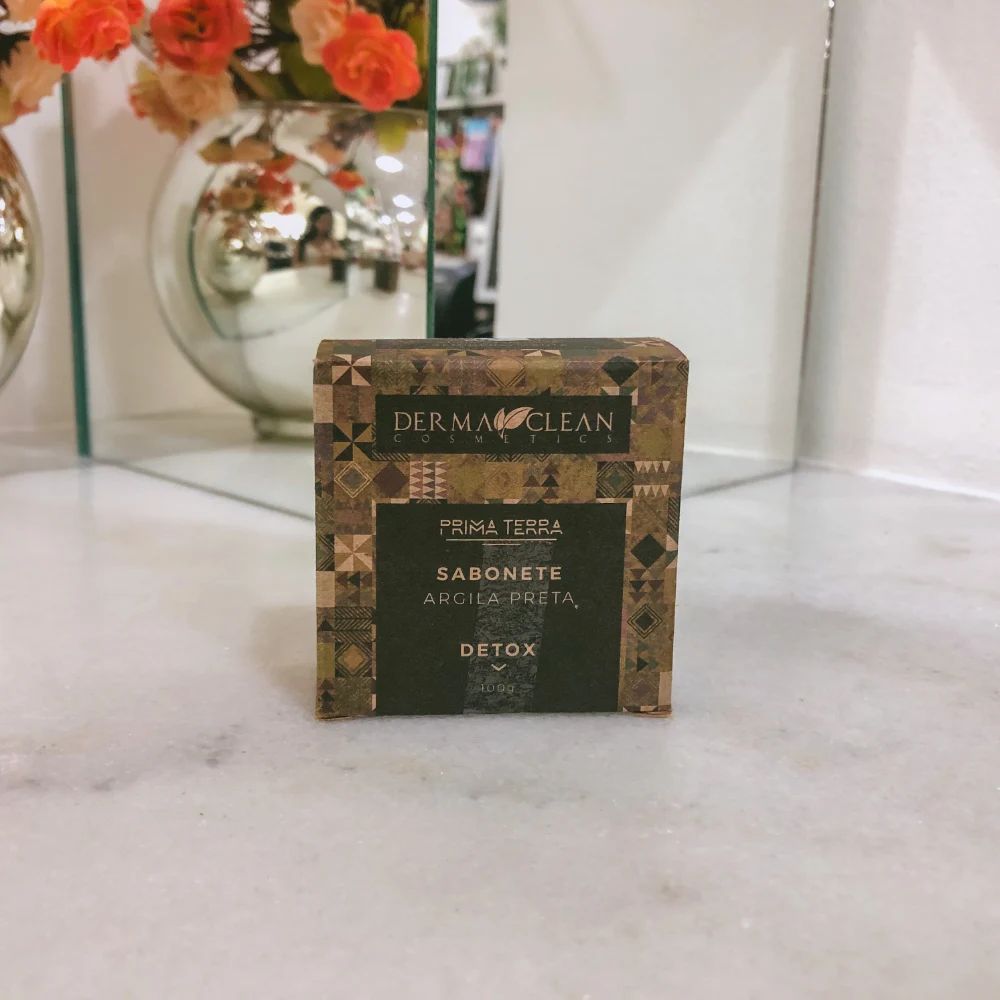 DERMA CLEAN
COSMETICS
PRIMA TERRA
SABONETE
ARGILA PRETA
DETOX
100g